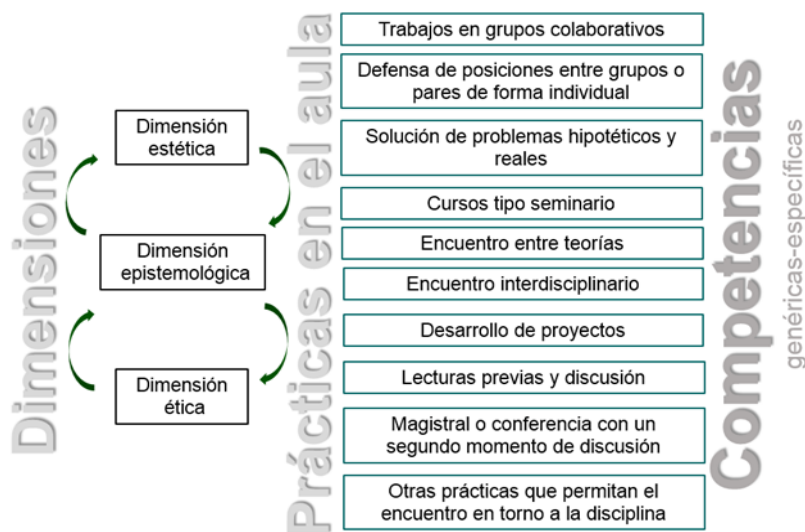 Dimensiones
Dimensión
estética
Dimensión
epistemológica
Dimensión
ética
Prácticas en el aula
Trabajos en grupos colaborativos
Defensa de posiciones entre grupos o
pares de forma individual
Solución de problemas hipotéticos y
reales
Cursos tipo seminario
Encuentro entre teorías
Encuentro interdisciplinario
Desarrollo de proyectos
Lecturas previas y discusión
Magistral o conferencia con un
segundo momento de discusión
Otras prácticas que permitan el
encuentro en torno a la disciplina
Competencias
genéricas-específicas